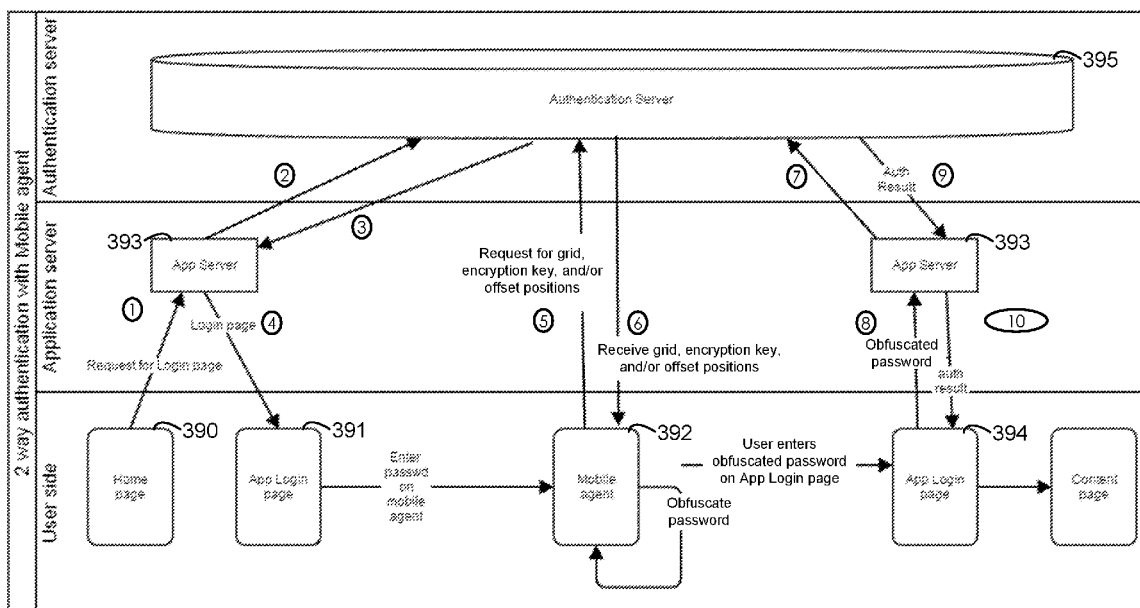 2 way authentication with Mobile agent
Authentication server
395
Authentication Server
2
3
7
9
Auth
Result
Application server
393
App Server
393
App Server
Request for grid,
encryption key, and/or
offset positions
1
Login page
4
5
6
8
10
Receive grid, encryption key,
and/or offset positions
Obfuscated
password
Request for Login page
auth
result
User side
390
391
392
394
Home
page
App Login
page
Enter
passwd
on
mobile
agent
Mobile
agent
Obfuscate
password
User enters
obfuscated password
on App Login page
App Login
page
Content
page